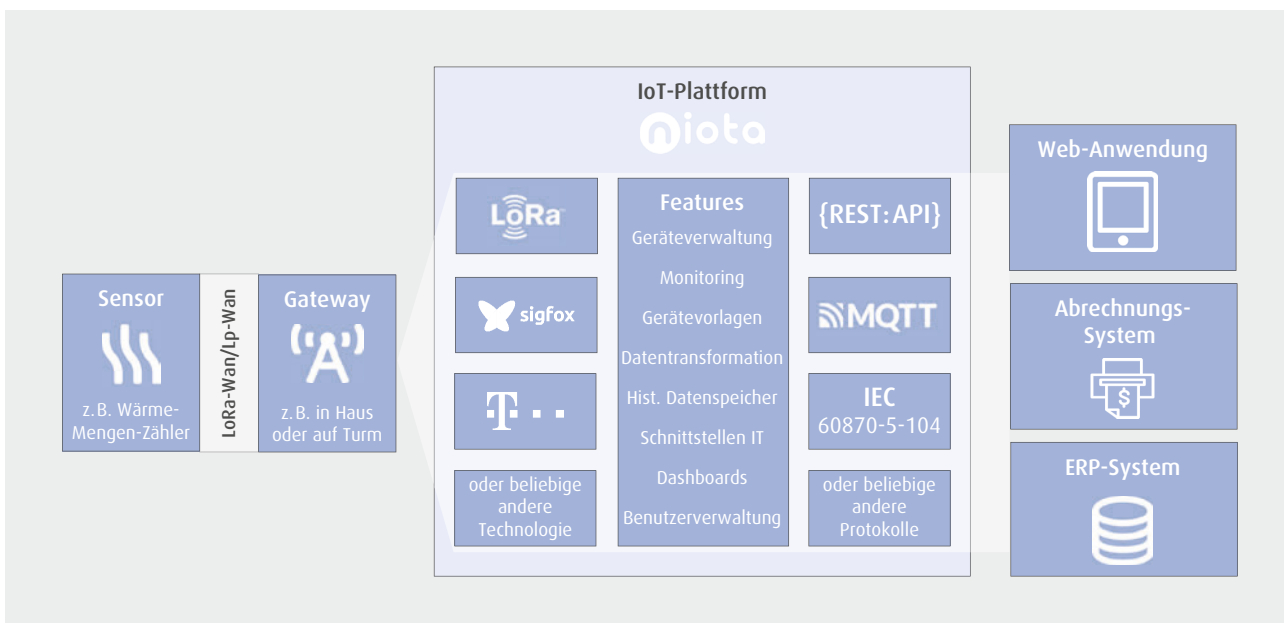 Sensor
z.B. Wärme-
Mengen-Zähler
LoRa-Wan/Lp-Wan
Gateway
z.B. in Haus
oder auf Turm
IoT-Plattform
niota
LoRa™
sigfox
T
oder beliebige
andere
Technologie
Features
Geräteverwaltung
Monitoring
Gerätevorlagen
Datentransformation
Hist. Datenspeicher
Schnittstellen IT
Dashboards
Benutzerverwaltung
{REST:API}
MQTT
IEC
60870-5-104
oder beliebige
andere
Protokolle
Web-Anwendung
Abrechnungs-
System
$
ERP-System